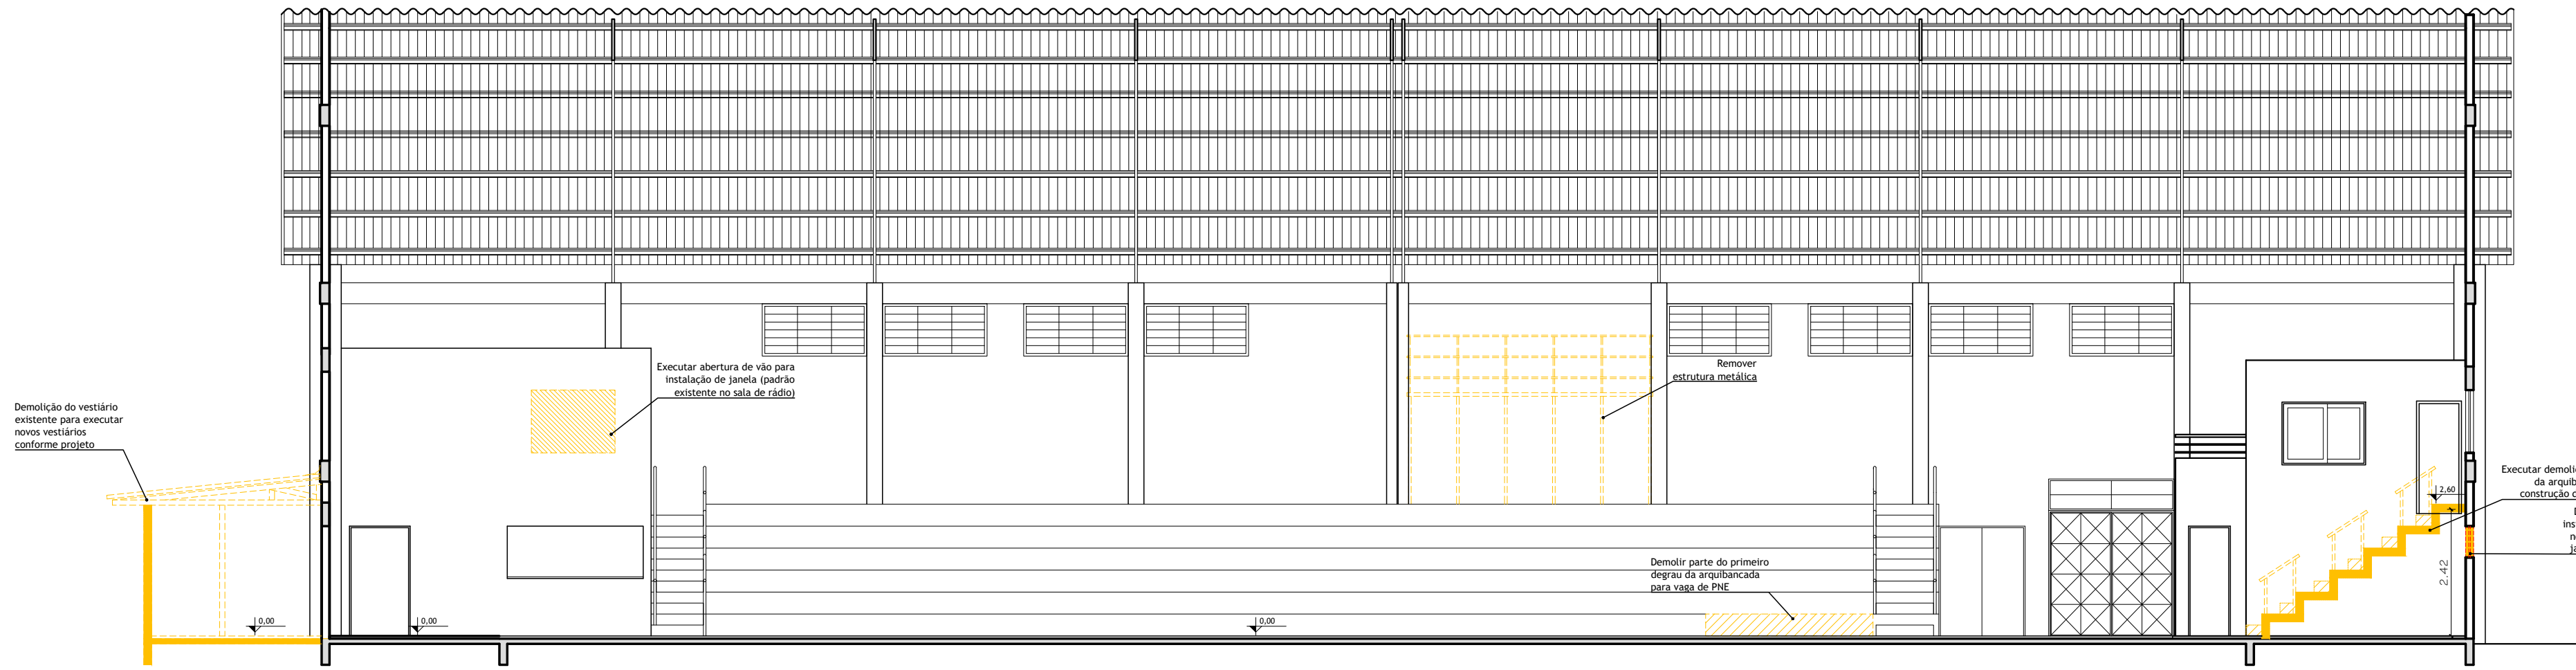 Executar abertura de vão para
instalação de janela (padrão
existente no sala de rádio)
Remover
estrutura metálica
Demolição do vestiário
existente para executar
novos vestiários
conforme projeto
Executar demoli
da arquib
construção d
ins
n
ja
2,60
2.42
Demolir parte do primeiro
degrau da arquibancada
para vaga de PNE
0,00
0,00
0,00